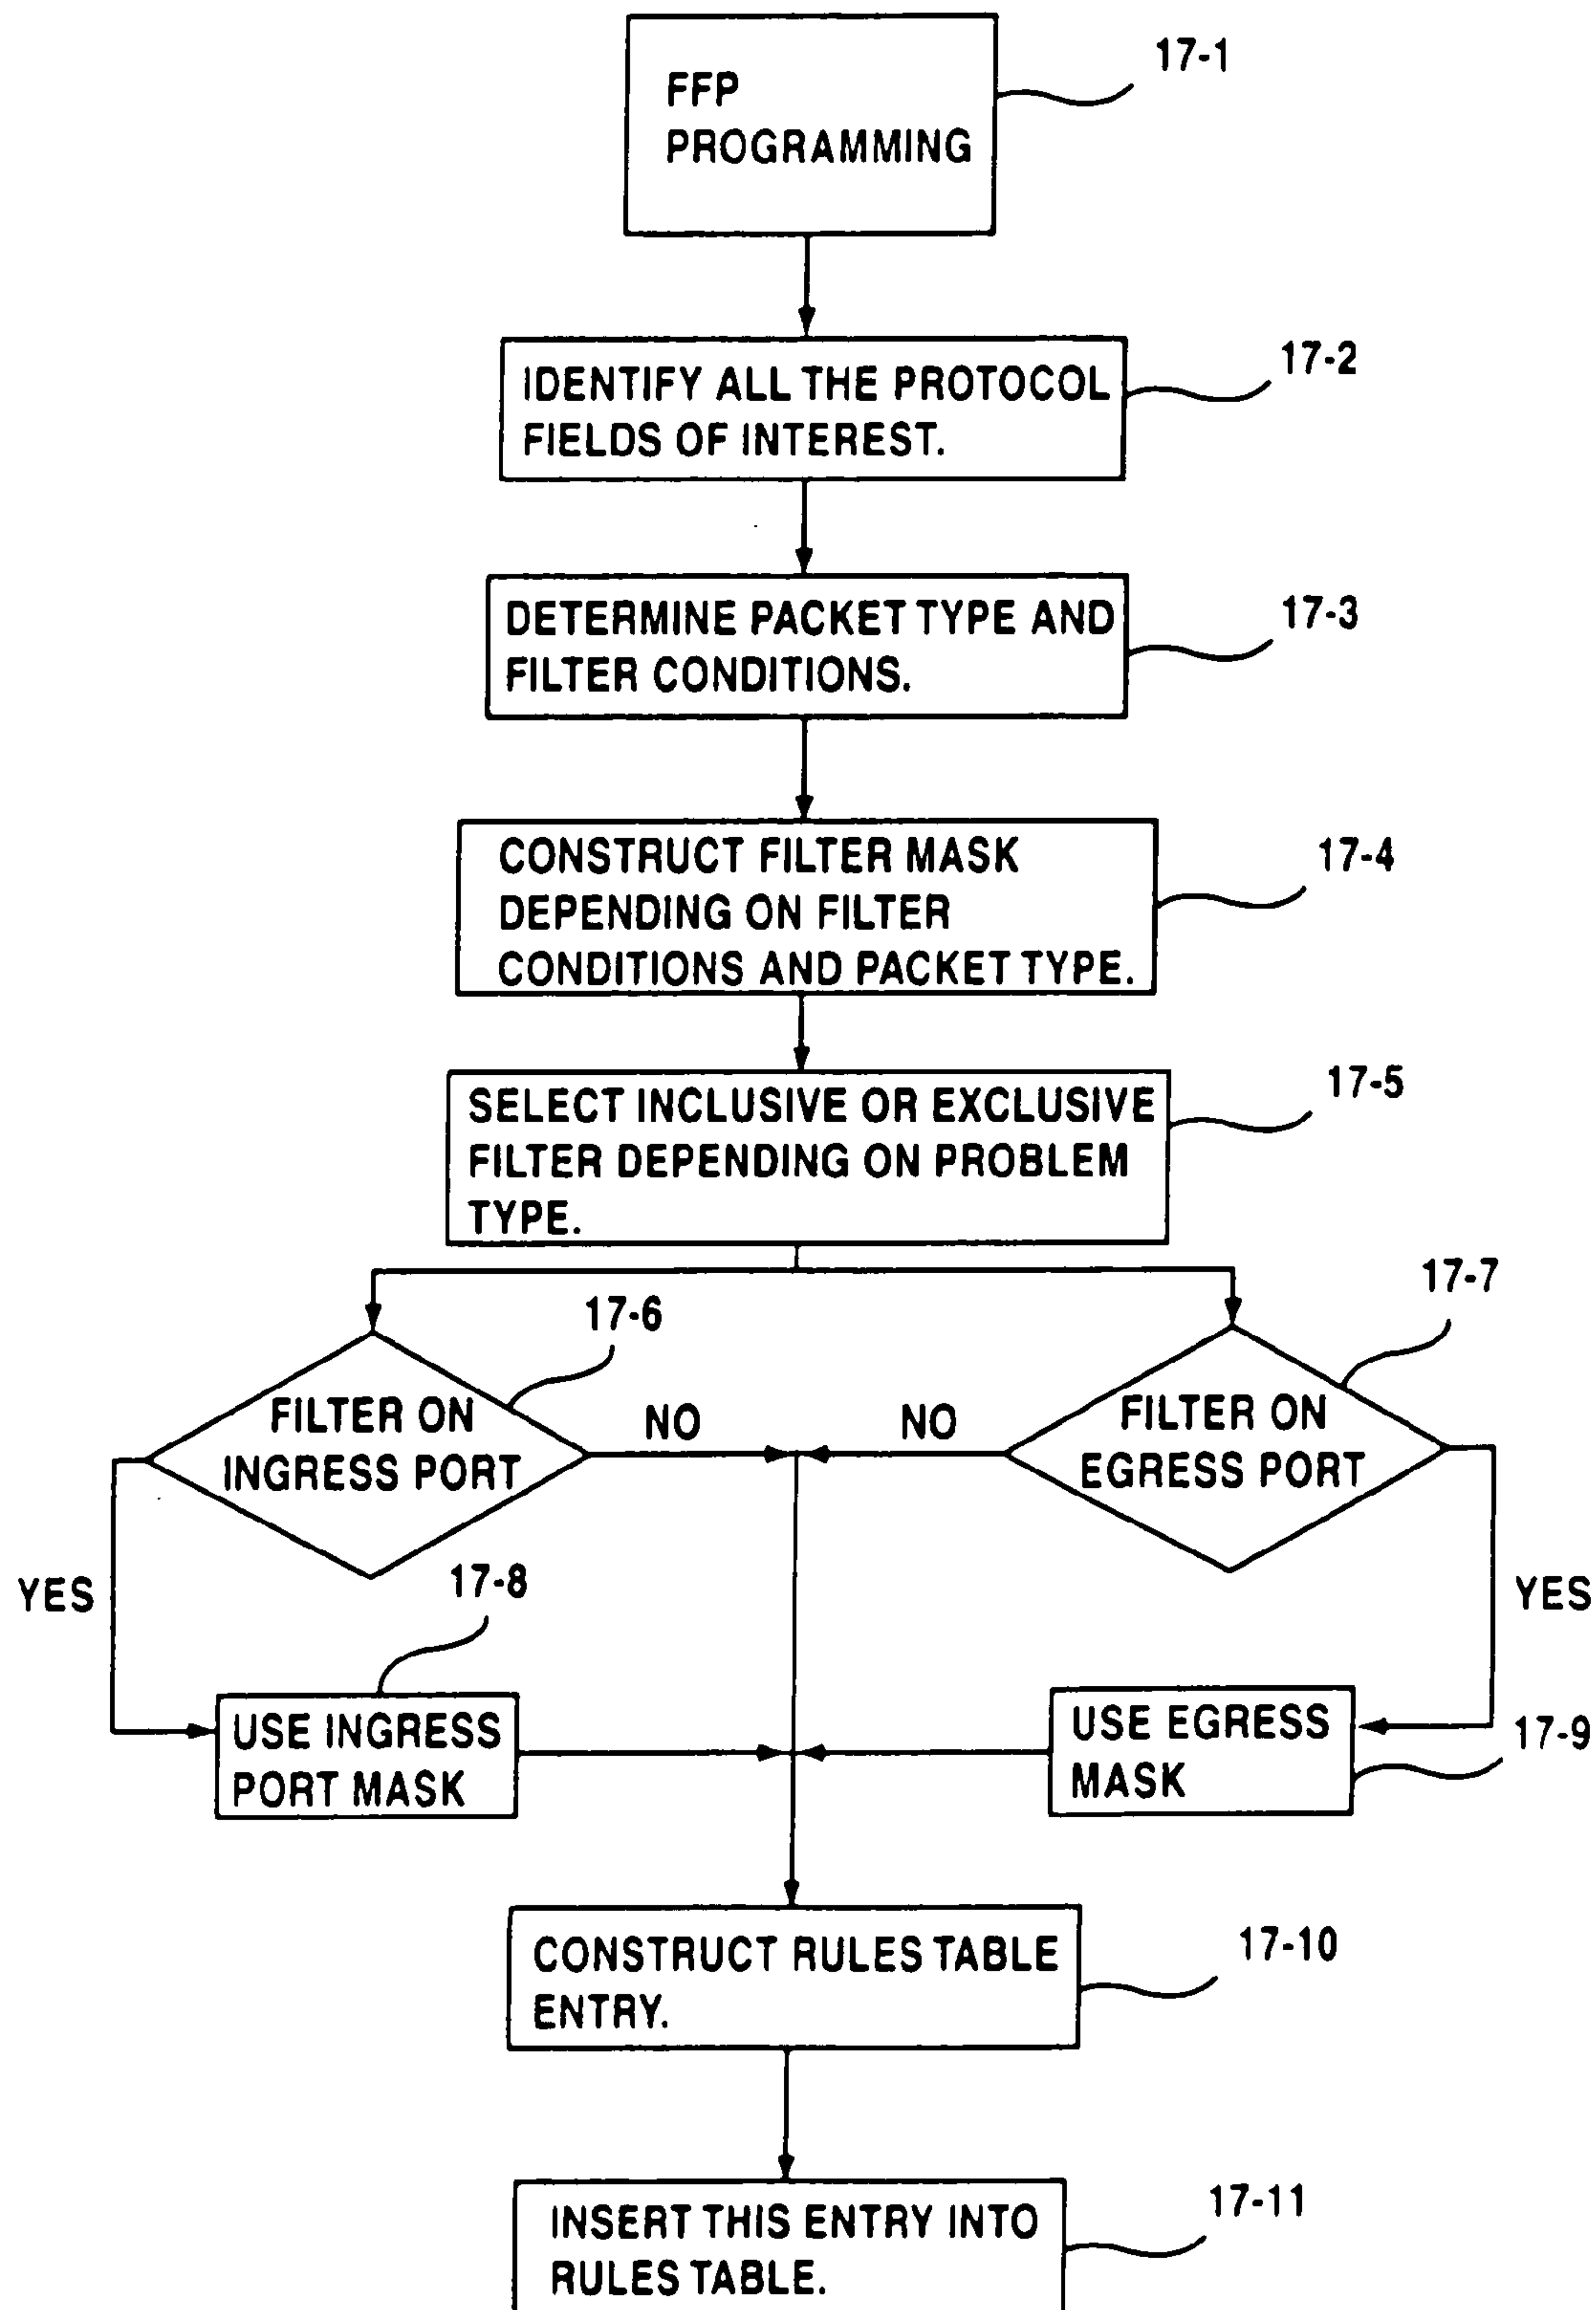 FFP
PROGRAMMING
17-1
IDENTIFY ALL THE PROTOCOL
FIELDS OF INTEREST.
17-2
DETERMINE PACKET TYPE AND
FILTER CONDITIONS.
17-3
CONSTRUCT FILTER MASK
DEPENDING ON FILTER
CONDITIONS AND PACKET TYPE.
17-4
SELECT INCLUSIVE OR EXCLUSIVE
FILTER DEPENDING ON PROBLEM
TYPE.
17-5
17-6
17-7
FILTER ON
INGRESS PORT
NO
NO
FILTER ON
EGRESS PORT
YES
17-8
YES
USE INGRESS
PORT MASK
USE EGRESS
MASK
17-9
CONSTRUCT RULES TABLE
ENTRY.
17-10
INSERT THIS ENTRY INTO
RULES TABLE.
17-11